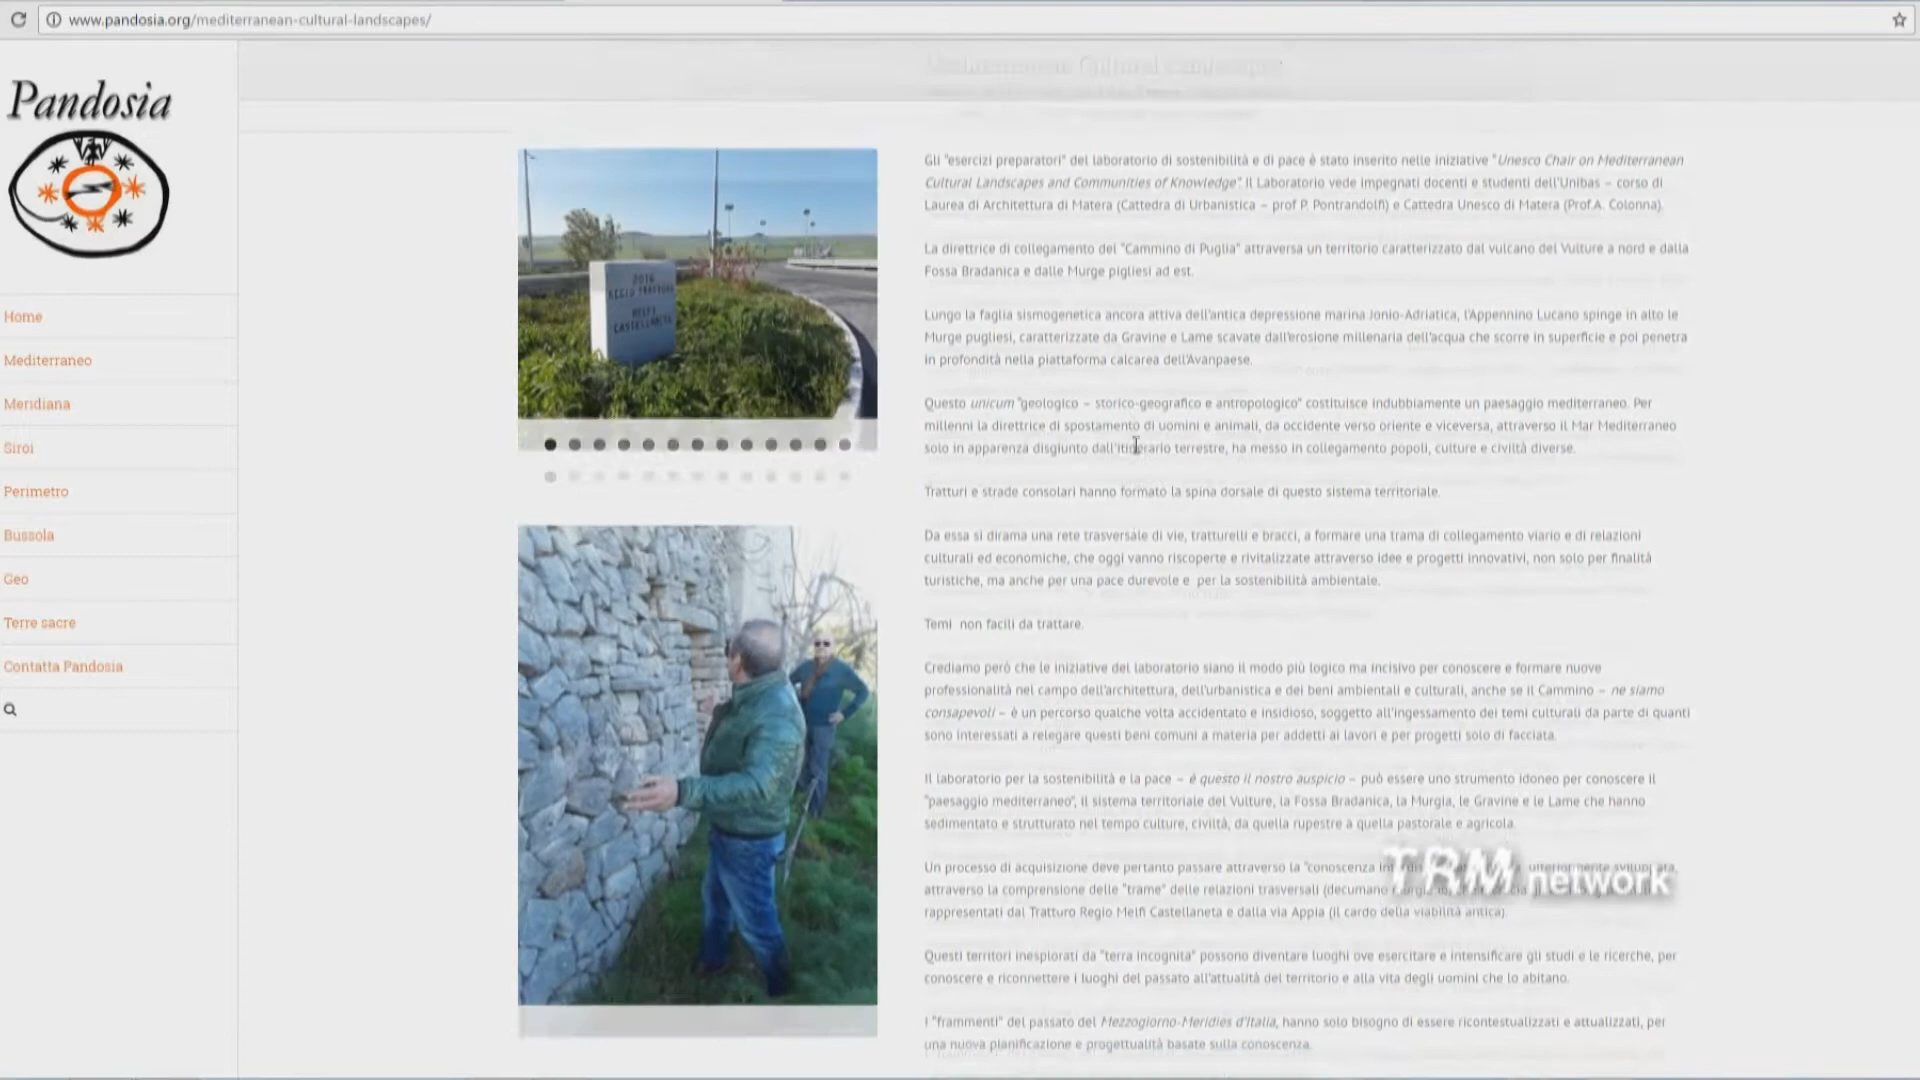 www.pandosia.org/mediterranean-cultural-landscapes/
Pandosia
Home
Mediterraneo
Meridiana
Siroi
Perimetro
Bussola
Geo
Terre sacre
Contatta Pandosia
2016
REGIO TRATTURO
MELFI
CASTELLANETA
Mediterranean Cultural Landscapes
Gli "esercizi preparatori" del laboratorio di sostenibilità e di pace è stato inserito nelle iniziative "Unesco Chair on Mediterranean
Cultural Landscapes and Communities of Knowledge". Il Laboratorio vede impegnati docenti e studenti dell'Unibas – corso di
Laurea di Architettura di Matera (Cattedra di Urbanistica – prof P. Pontrandolfi) e Cattedra Unesco di Matera (Prof.A. Colonna).
La direttrice di collegamento del "Cammino di Puglia" attraversa un territorio caratterizzato dal vulcano del Vulture a nord e dalla
Fossa Bradanica e dalle Murge pigliesi ad est.
Lungo la faglia sismogenetica ancora attiva dell'antica depressione marina Jonio-Adriatica, l'Appennino Lucano spinge in alto le
Murge pugliesi, caratterizzate da Gravine e Lame scavate dall'erosione millenaria dell'acqua che scorre in superficie e poi penetra
in profondità nella piattaforma calcarea dell'Avanpaese.
Questo unicum "geologico – storico-geografico e antropologico" costituisce indubbiamente un paesaggio mediterraneo. Per
millenni la direttrice di spostamento di uomini e animali, da occidente verso oriente e viceversa, attraverso il Mar Mediterraneo
solo in apparenza disgiunto dall'itinerario terrestre, ha messo in collegamento popoli, culture e civiltà diverse.
Tratturi e strade consolari hanno formato la spina dorsale di questo sistema territoriale.
Da essa si dirama una rete trasversale di vie, tratturelli e bracci, a formare una trama di collegamento viario e di relazioni
culturali ed economiche, che oggi vanno riscoperte e rivitalizzate attraverso idee e progetti innovativi, non solo per finalità
turistiche, ma anche per una pace durevole e per la sostenibilità ambientale.
Temi non facili da trattare.
Crediamo però che le iniziative del laboratorio siano il modo più logico ma incisivo per conoscere e formare nuove
professionalità nel campo dell'architettura, dell'urbanistica e dei beni ambientali e culturali, anche se il Cammino – ne siamo
consapevoli – è un percorso qualche volta accidentato e insidioso, soggetto all'ingessamento dei temi culturali da parte di quanti
sono interessati a relegare questi beni comuni a materia per addetti ai lavori e per progetti solo di facciata.
Il laboratorio per la sostenibilità e la pace – è questo il nostro auspicio – può essere uno strumento idoneo per conoscere il
"paesaggio mediterraneo", il sistema territoriale del Vulture, la Fossa Bradanica, la Murgia, le Gravine e le Lame che hanno
sedimentato e strutturato nel tempo culture, civiltà, da quella rupestre a quella pastorale e agricola.
Un processo di acquisizione deve pertanto passare attraverso la "conoscenza ulteriormente sviluppata,
attraverso la comprensione delle "trame" delle relazioni trasversali (decumano
rappresentati dal Tratturo Regio Melfi Castellaneta e dalla via Appia (il cardo della viabilità antica).
TRM network
Questi territori inesplorati da "terra incognita" possono diventare luoghi ove esercitare e intensificare gli studi e le ricerche, per
conoscere e riconnettere i luoghi del passato all'attualità del territorio e alla vita degli uomini che lo abitano.
I "frammenti" del passato del Mezzogiorno-Meridies d'Italia, hanno solo bisogno di essere ricontestualizzati e attualizzati, per
una nuova pianificazione e progettualità basate sulla conoscenza.